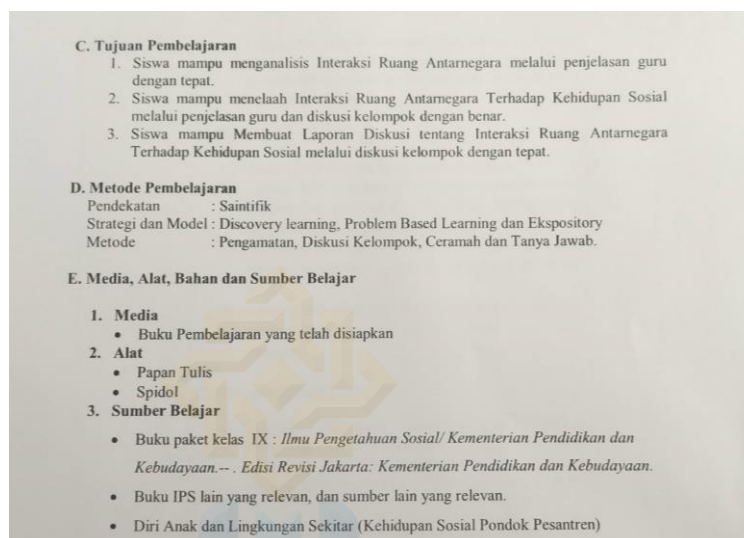 C. Tujuan Pembelajaran
1. Siswa mampu menganalisis Interaksi Ruang Antarnegara melalui penjelasan guru
dengan tepat.
2. Siswa mampu menelaah Interaksi Ruang Antarnegara Terhadap Kehidupan Sosial
melalui penjelasan guru dan diskusi kelompok dengan benar.
3. Siswa mampu Membuat Laporan Diskusi tentang Interaksi Ruang Antarnegara
Terhadap Kehidupan Sosial melalui diskusi kelompok dengan tepat.
D. Metode Pembelajaran
Pendekatan : Saintifik
Strategi dan Model : Discovery learning, Problem Based Learning dan Ekspository
Metode : Pengamatan, Diskusi Kelompok, Ceramah dan Tanya Jawab.
E. Media, Alat, Bahan dan Sumber Belajar
1. Media
• Buku Pembelajaran yang telah disiapkan
2. Alat
• Papan Tulis
• Spidol
3. Sumber Belajar
• Buku paket kelas IX : Ilmu Pengetahuan Sosial/ Kementerian Pendidikan dan
Kebudayaan.-- . Edisi Revisi Jakarta: Kementerian Pendidikan dan Kebudayaan.
• Buku IPS lain yang relevan, dan sumber lain yang relevan.
• Diri Anak dan Lingkungan Sekitar (Kehidupan Sosial Pondok Pesantren)